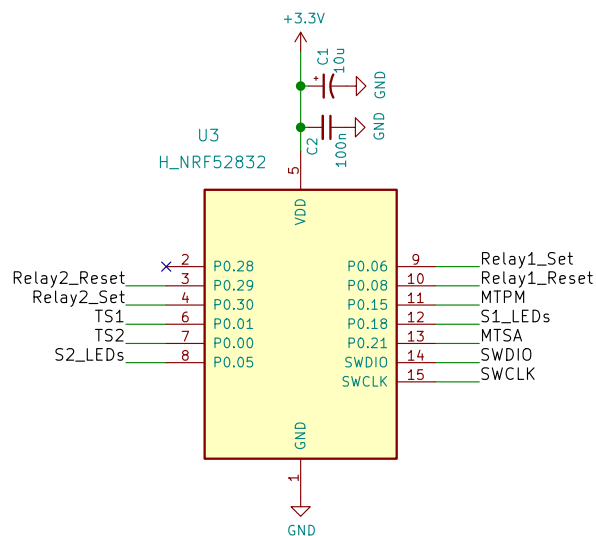 +3.3V
C1
10u
GND
GND
C2
100n
U3
H_NRF52832
5
VDD
2 P0.28
Relay2_Reset 3 P0.29
Relay2_Set 4 P0.30
TS1 6 P0.01
TS2 7 P0.00
S2_LEDs 8 P0.05
P0.06 9 Relay1_Set
P0.08 10 Relay1_Reset
P0.15 11 MTPM
P0.18 12 S1_LEDs
P0.21 13 MTSA
SWDIO 14 SWDIO
SWCLK 15 SWCLK
GND
1
GND